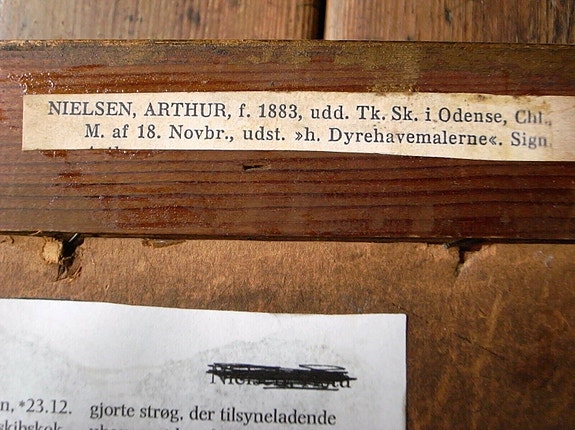 NIELSEN, ARTHUR, f. 1883, udd. Tk. Sk. i Odense, Chl.,
M. af 18. Novbr., udst. »h. Dyrehavemalerne«. Sign.
n, *23.12. gjorte strøg, der tilsyneladende
skibskok